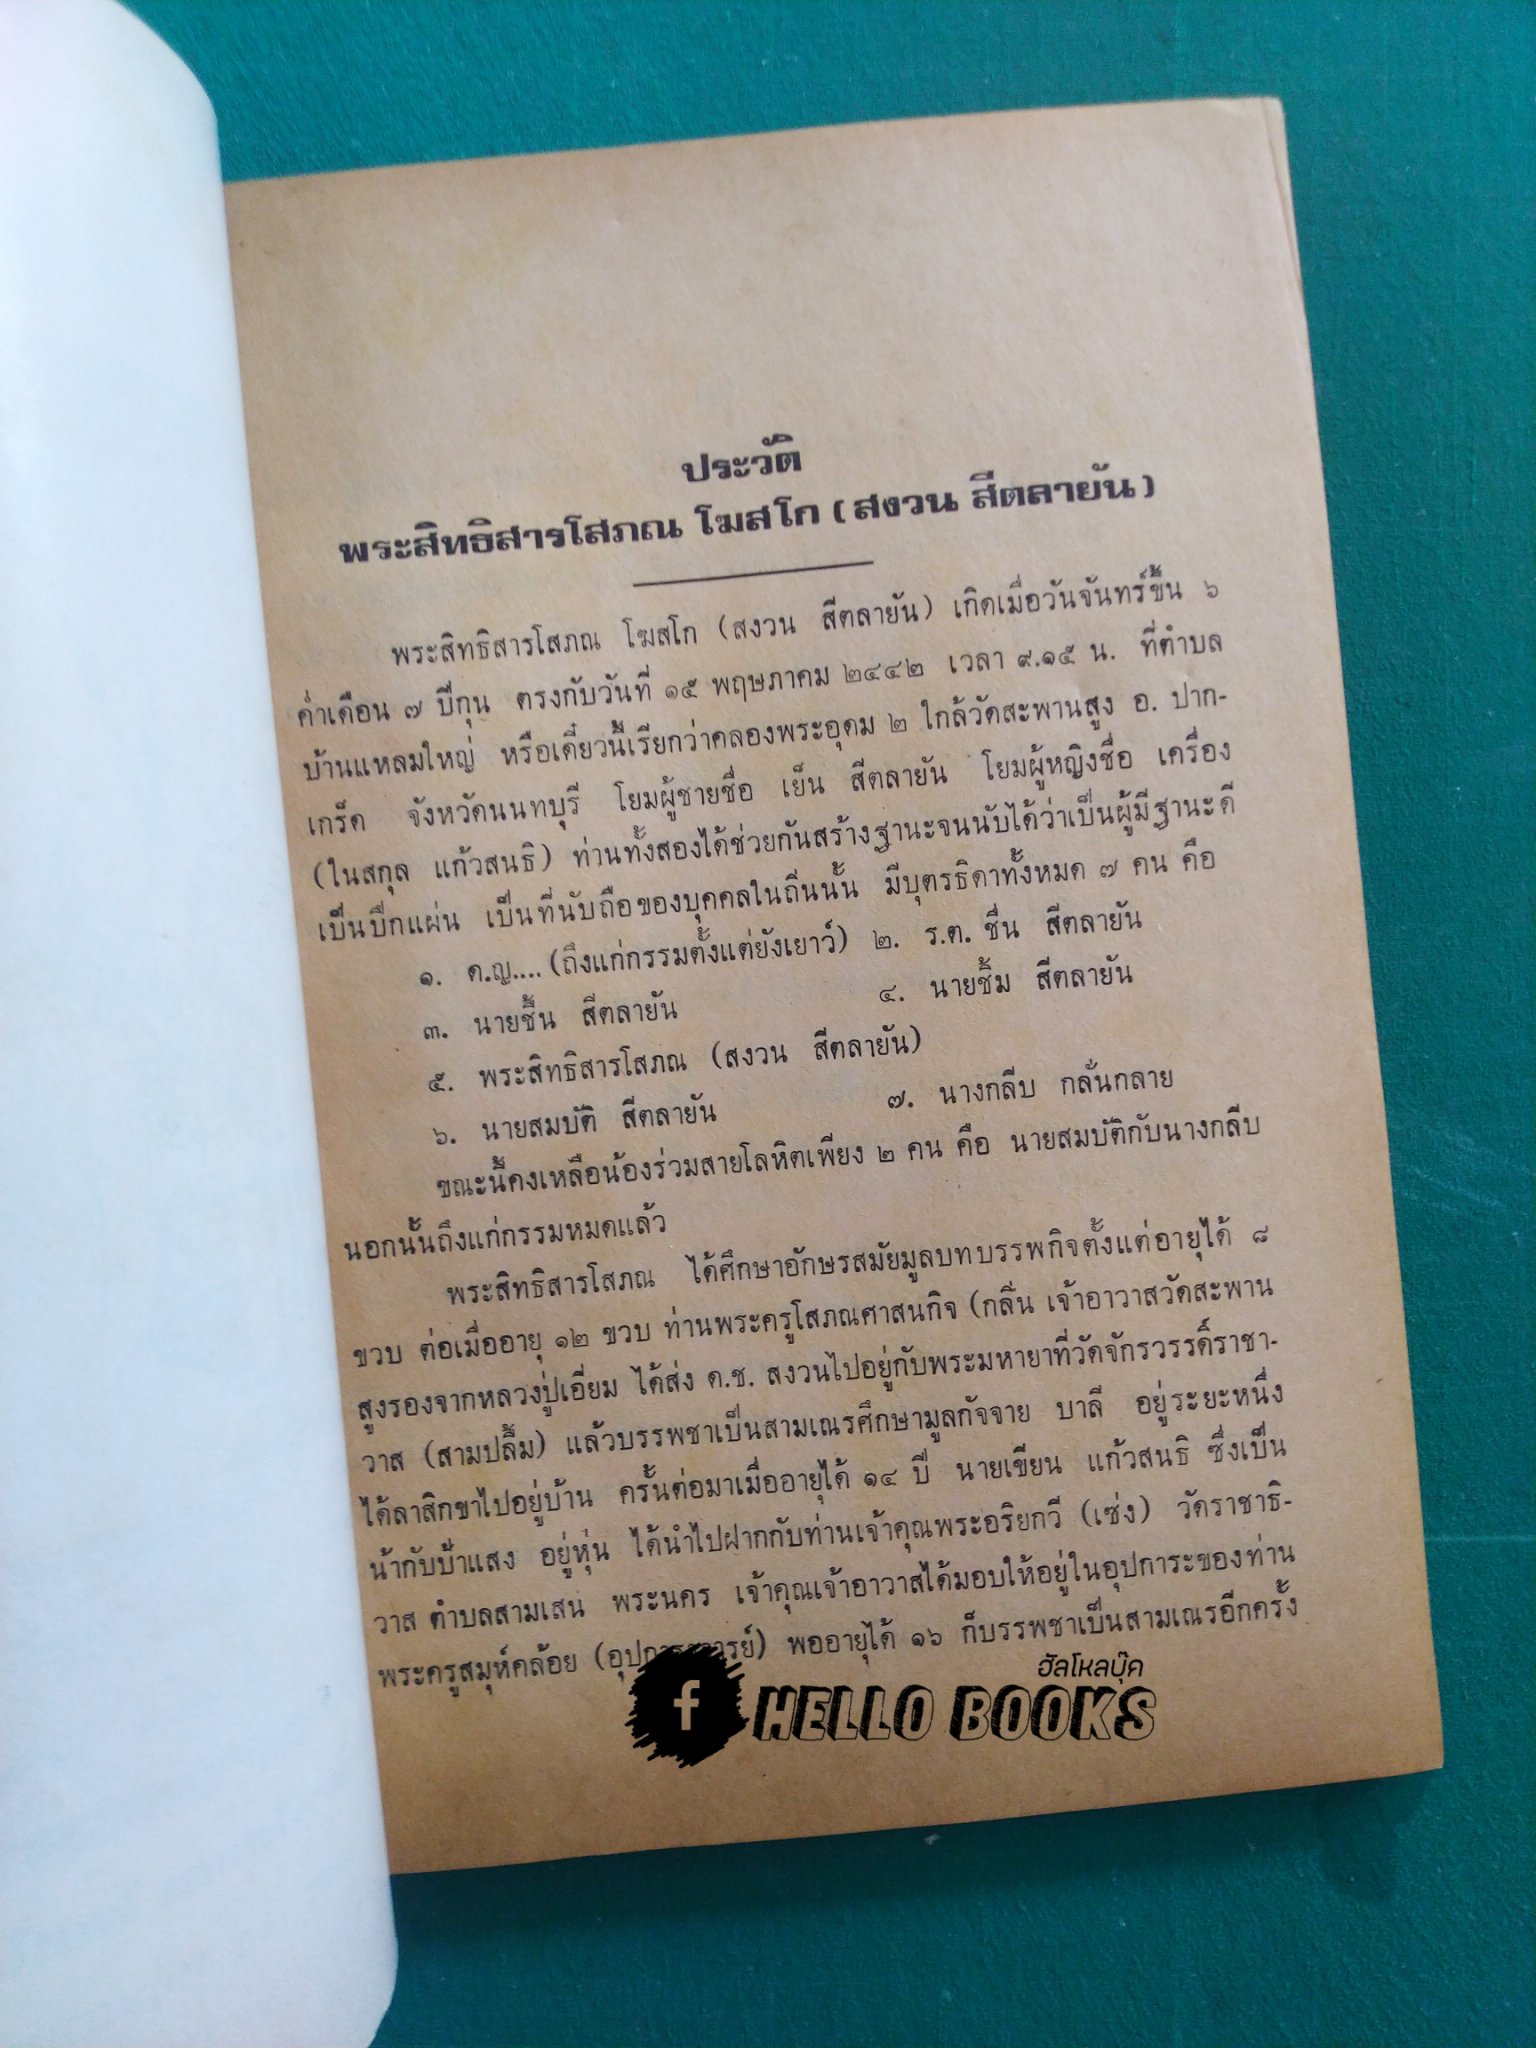 ประวัติ
พระสิทธิสารโสภณ โฆสโก (สงวน สีตลายัน)
พระสิทธิสารโสภณ โฆสโก (สงวน สีตลายัน) เกิดเมื่อวันจันทร์ขึ้น ๖
ค่ำเดือน ๗ ปีกุน ตรงกับวันที่ ๑๕ พฤษภาคม ๒๔๔๒ เวลา ๙.๑๕ น. ที่ตำบล
บ้านแหลมใหญ่ หรือเดี๋ยวนี้เรียกว่าคลองพระอุดม ๒ ใกล้วัดสะพานสูง อ. ปาก-
เกร็ด จังหวัดนนทบุรี โยมผู้ชายชื่อ เย็น สีตลายัน โยมผู้หญิงชื่อ เครื่อง
(ในสกุล แก้วสนธิ) ท่านทั้งสองได้ช่วยกันสร้างฐานะจนนับได้ว่าเป็นผู้มีฐานะดี
เป็นปึกแผ่น เป็นที่นับถือของบุคคลในถิ่นนั้น มีบุตรธิดาทั้งหมด ๗ คน คือ
๑. ด.ญ....(ถึงแก่กรรมตั้งแต่ยังเยาว์) ๒. ร.ต. ชื่น สีตลายัน
๓. นายชื้น สีตลายัน ๔. นายชิ้ม สีตลายัน
๕. พระสิทธิสารโสภณ (สงวน สีตลายัน)
๖. นายสมบัติ สีตลายัน ๗. นางกลีบ กลั่นกลาย
ขณะนี้คงเหลือน้องร่วมสายโลหิตเพียง ๒ คน คือ นายสมบัติกับนางกลีบ
นอกนั้นถึงแก่กรรมหมดแล้ว
พระสิทธิสารโสภณ ได้ศึกษาอักษรสมัยมูลบทบรรพกิจตั้งแต่อายุได้ ๘
ขวบ ต่อเมื่ออายุ ๑๒ ขวบ ท่านพระครูโสภณศาสนกิจ (กลิ่น เจ้าอาวาสวัดสะพาน
สูงรองจากหลวงปู่เอี่ยม ได้ส่ง ด.ช. สงวนไปอยู่กับพระมหายาที่วัดจักรวรรดิ์ราชา-
วาส (สามปลื้ม) แล้วบรรพชาเป็นสามเณรศึกษามูลกัจจาย บาลี อยู่ระยะหนึ่ง
ได้ลาสิกขาไปอยู่บ้าน ครั้นต่อมาเมื่ออายุได้ ๑๔ ปี นายเขียน แก้วสนธิ ซึ่งเป็น
น้ากับป้าแสง อยู่หุ่น ได้นำไปฝากกับท่านเจ้าคุณพระอริยกวี (เซ่ง) วัดราชาธิ-
วาส ตำบลสามเสน พระนคร เจ้าคุณเจ้าอาวาสได้มอบให้อยู่ในอุปการะของท่าน
พระครูสมุห์คล้อย พออายุได้ ๑๖ ก็บรรพชาเป็นสามเณรอีกครั้ง
ฮัลโหลบุ๊ค
f HELLO BOOKS